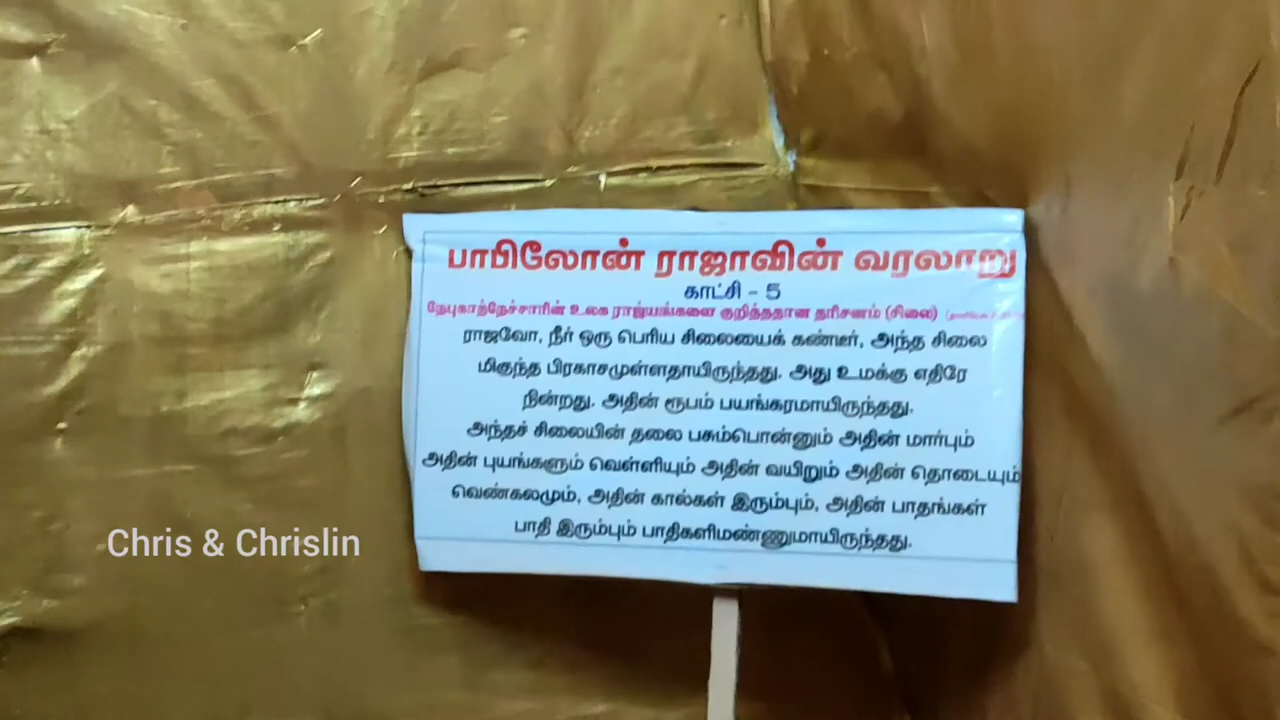 பாபிலோன் ராஜாவின் வரலாறு
காட்சி - 5
நேபுகாத்நேச்சாரின் உலக ராஜ்யங்களை குறித்ததான தரிசனம் (சிலை)
ராஜவோ, நீர் ஒரு பெரிய சிலையைக் கண்டீர், அந்த சிலை
மிகுந்த பிரகாசமுள்ளதாயிருந்தது. அது உமக்கு எதிரே
நின்றது. அதின் ரூபம் பயங்கரமாயிருந்தது.
அந்தச் சிலையின் தலை பசும்பொன்னும் அதின் மார்பும்
அதின் புயங்களும் வெள்ளியும் அதின் வயிறும் அதின் தொடையும்
வெண்கலமும், அதின் கால்கள் இரும்பும், அதின் பாதங்கள்
பாதி இரும்பும் பாதிகளிமண்ணுமாயிருந்தது.
Chris & Chrislin